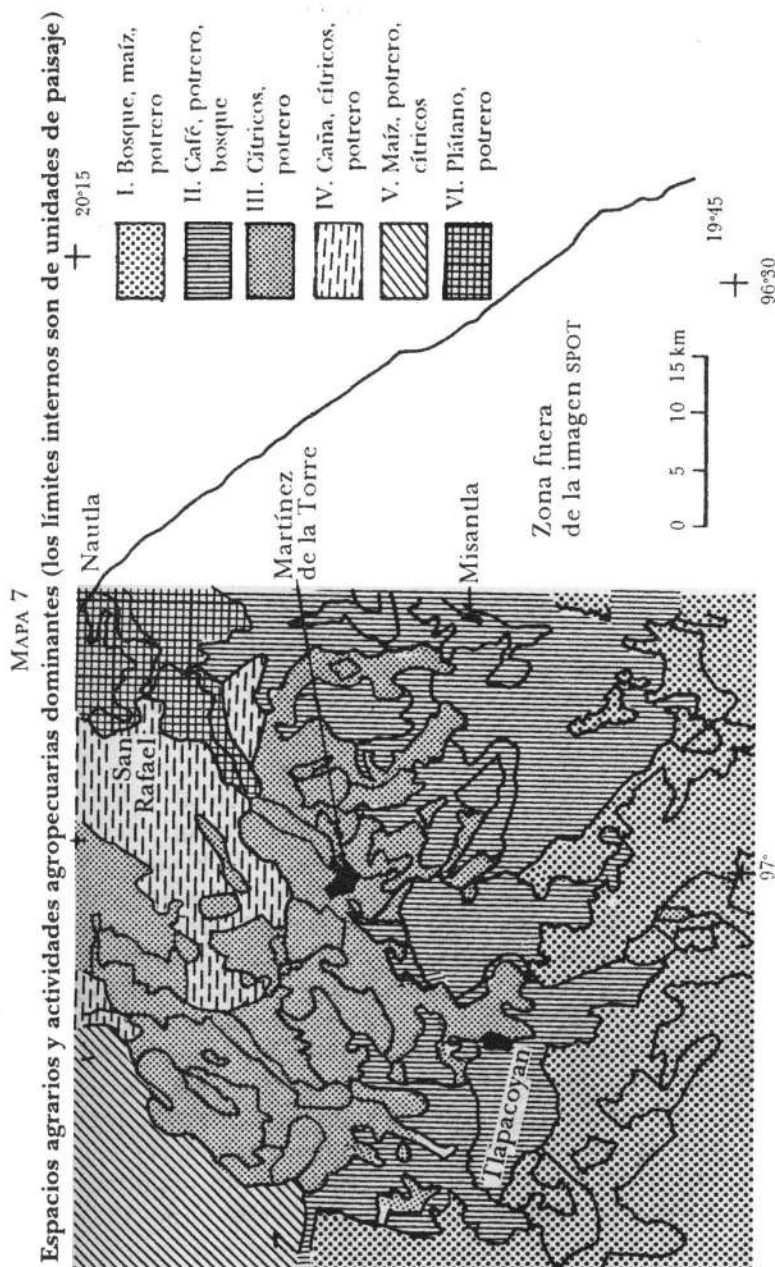 MAPA 7
Espacios agrarios y actividades agropecuarias dominantes (los límites internos son de unidades de paisaje)
Nautla
20°15
San
Rafael
Martínez
de la Torre
Misantla
Tlapacoyan
I. Bosque, maíz,
potrero
II. Café, potrero,
bosque
III. Cítricos,
potrero
IV. Caña, cítricos,
potrero
V. Maíz, potrero,
cítricos
VI. Plátano,
potrero
Zona fuera
de la imagen SPOT
0 5 10 15 km
19°45
97°
96°30